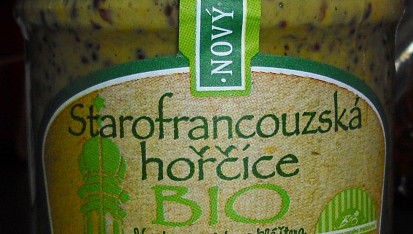 · NOVÝ ·
Starofrancouzská
hořčice
BIO